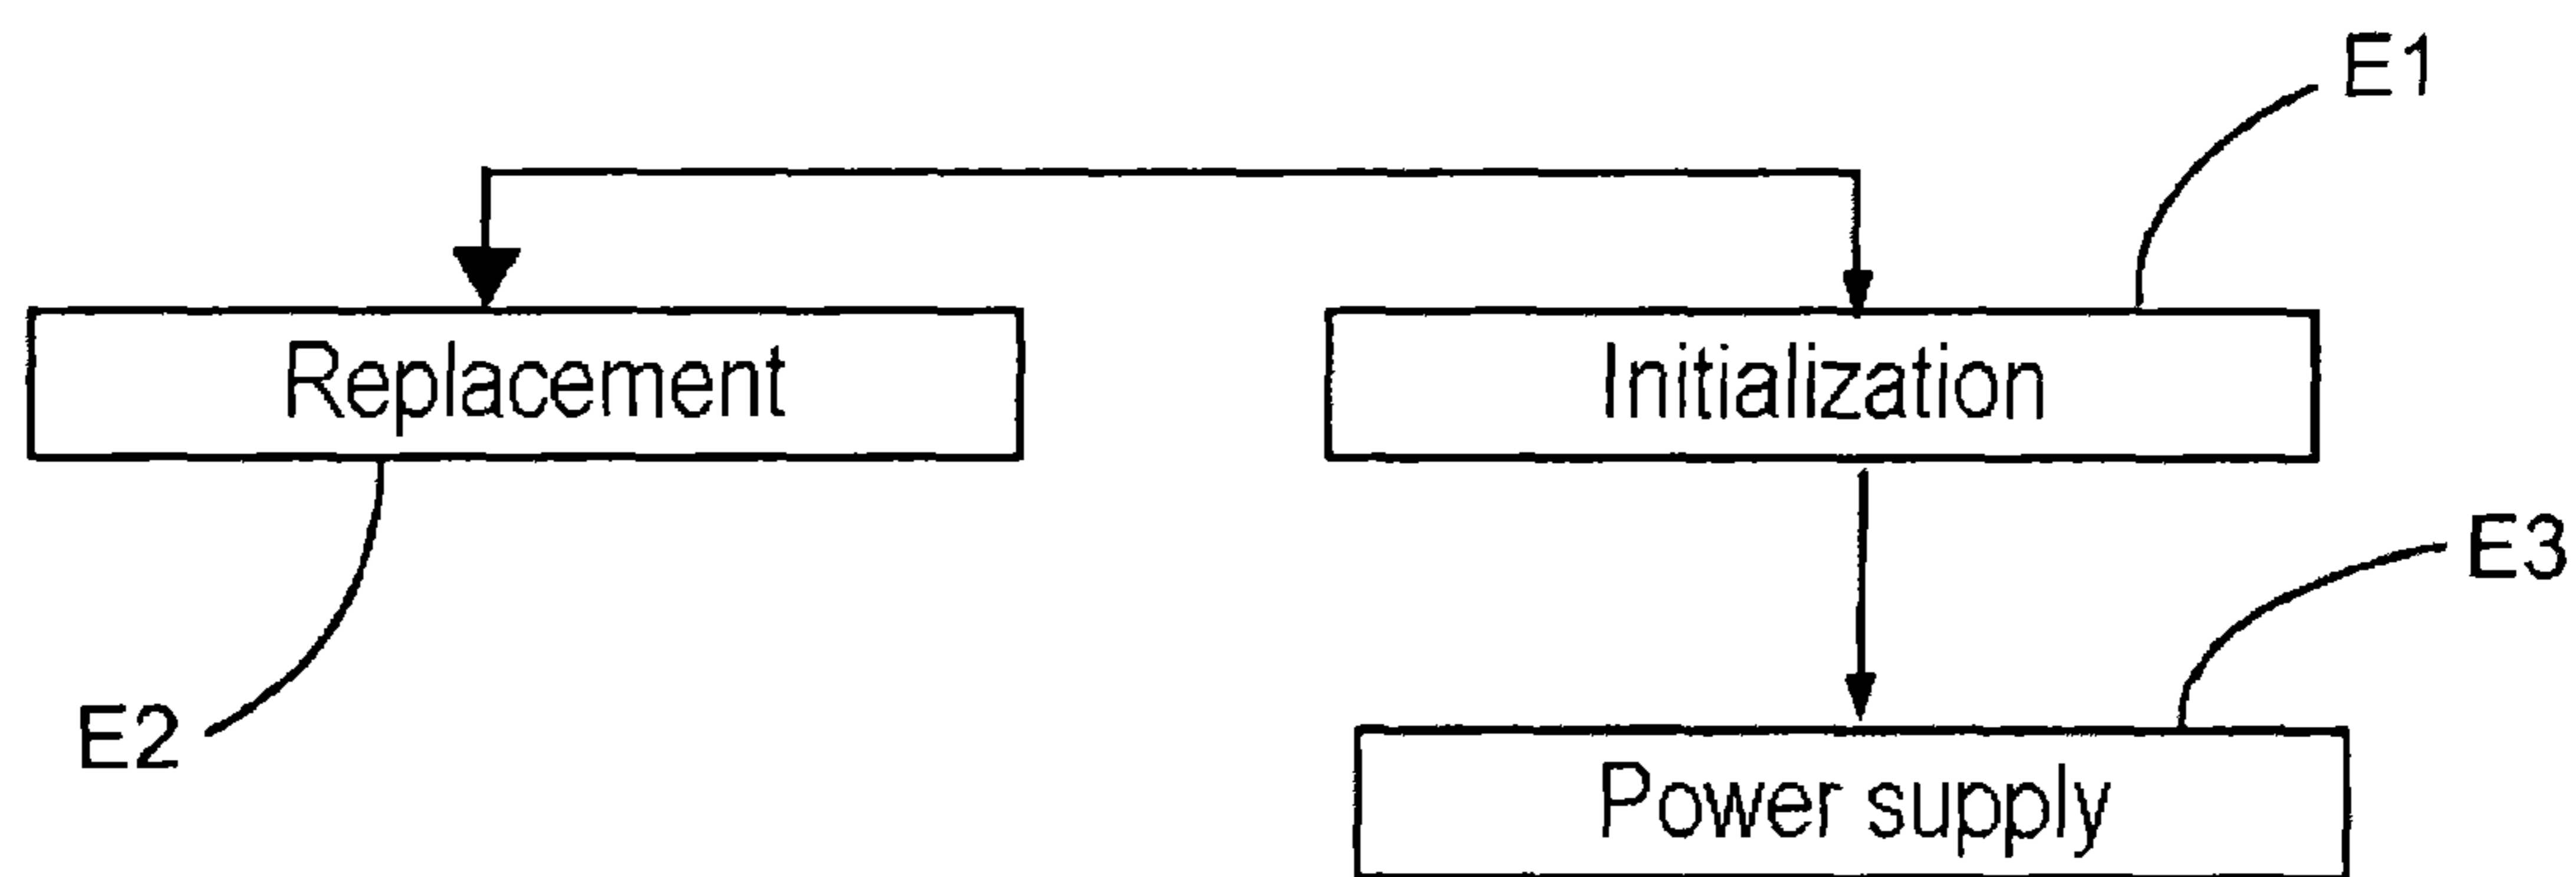 E1
Replacement
Initialization
E3
E2
Power supply